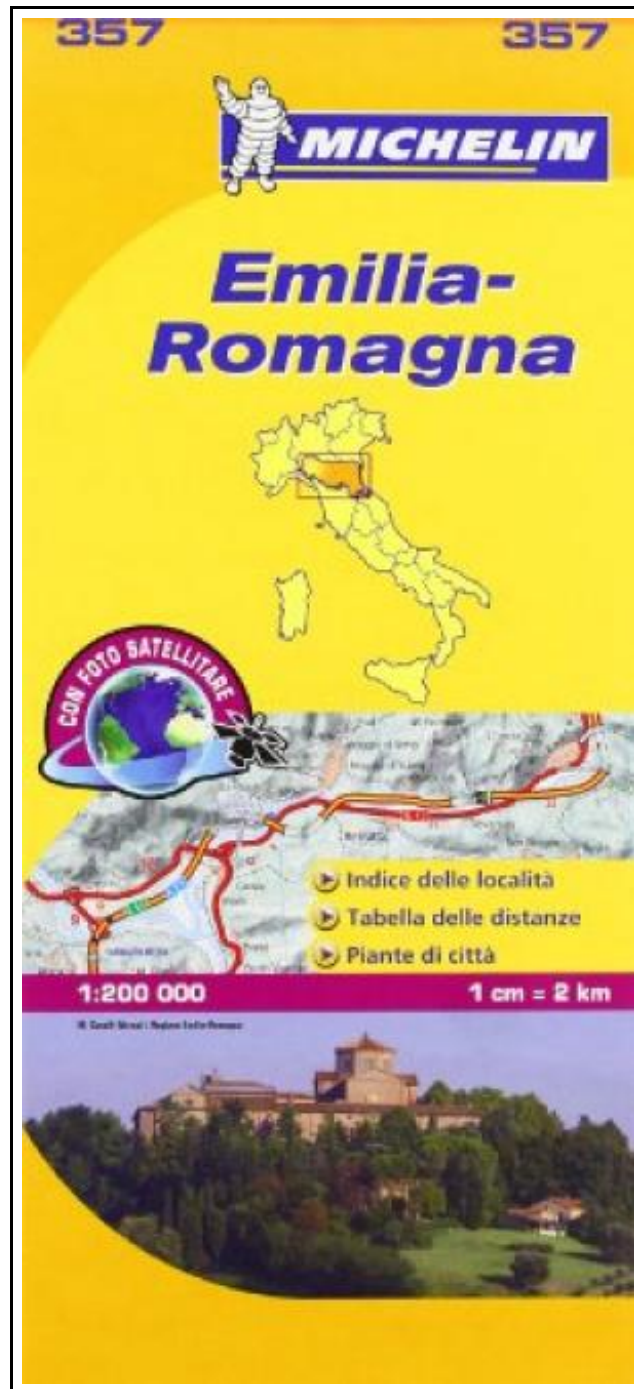 357 357
MICHELIN
Emilia-
Romagna
CON FOTO SATELLITARE
Indice delle località
Tabella delle distanze
Piante di città
1:200 000 1 cm = 2 km